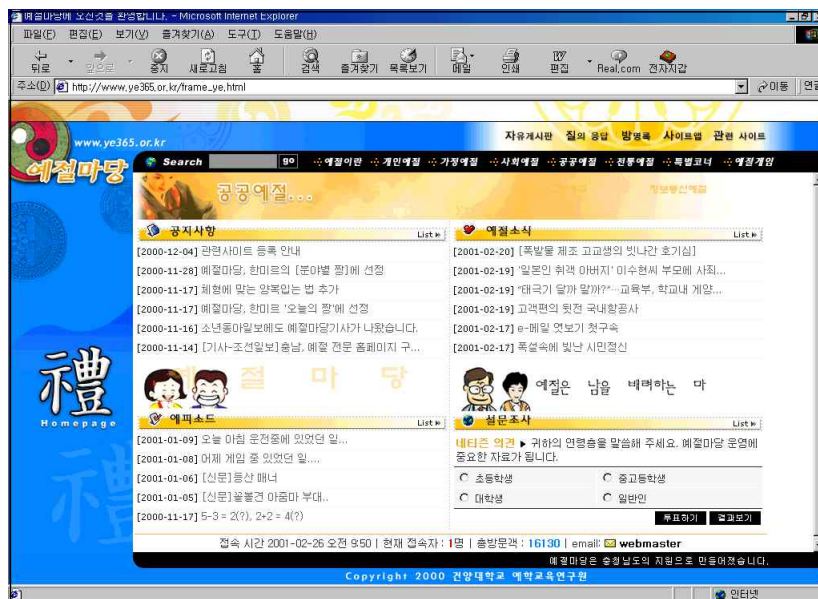 예절마당에 오신것을 환영합니다. - Microsoft Internet Explorer
파일(F) 편집(E) 보기(V) 즐겨찾기(A) 도구(T) 도움말(H)
뒤로 앞으로 중지 새로고침 홈 검색 즐겨찾기 목록보기 메일 인쇄 편집 Real.com 전자지갑
주소(D) http://www.ye365.or.kr/frame_ye.html 이동 연결
www.ye365.or.kr
자유게시판 질의 응답 방명록 사이트맵 관련 사이트
예절마당
Search go 예절이란 개인예절 가정예절 사회예절 공공예절 전통예절 특별코너 예절게임
공공예절...
정보통신예절
공지사항 List
[2000-12-04] 관련사이트 등록 안내
[2000-11-28] 예절마당, 한미르의 [분야별 짱]에 선정
[2000-11-17] 체형에 맞는 양복입는 법 추가
[2000-11-17] 예절마당, 한미르 '오늘의 짱'에 선정
[2000-11-16] 소년동아일보에도 예절마당기사가 나왔습니다.
[2000-11-14] [기사-조선일보]충남, 예절 전문 홈페이지 구...
예절소식 List
[2001-02-20] [폭발물 제조 고교생의 빗나간 호기심]
[2001-02-19] '일본인 취객 아버지' 이수현씨 부모에 사죄...
[2001-02-19] "태극기 달까 말까?"…교육부, 학교내 게양...
[2001-02-19] 고객편의 뒷전 국내항공사
[2001-02-17] e-메일 엿보기 첫구속
[2001-02-17] 폭설속에 빛난 시민정신
禮
Homepage
예절마당
예절은 남을 배려하는 마
에피소드 List
[2001-01-09] 오늘 아침 운전중에 있었던 일...
[2001-01-08] 어제 게임 중 있었던 일....
[2001-01-06] [신문]등산 매너
[2001-01-05] [신문]꼴불견 아줌마 부대..
[2000-11-17] 5-3 = 2(?), 2+2 = 4(?)
설문조사 List
네티즌 의견 ▶ 귀하의 연령층을 말씀해 주세요. 예절마당 운영에
중요한 자료가 됩니다.
초등학생 중고등학생
대학생 일반인
투표하기 결과보기
접속 시간 2001-02-26 오전 9:50 | 현재 접속자 : 1명 | 총방문객 : 16130 | email: webmaster
예절마당은 충청남도의 지원으로 만들어졌습니다.
Copyright 2000 건양대학교 예학교육연구원
인터넷